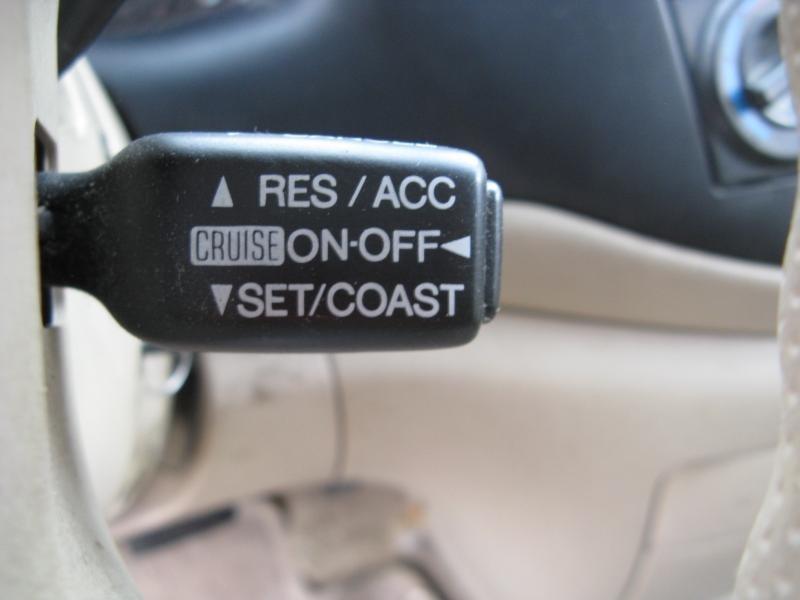 ▲ RES / ACC
CRUISE ON-OFF ◀
▼ SET/COAST